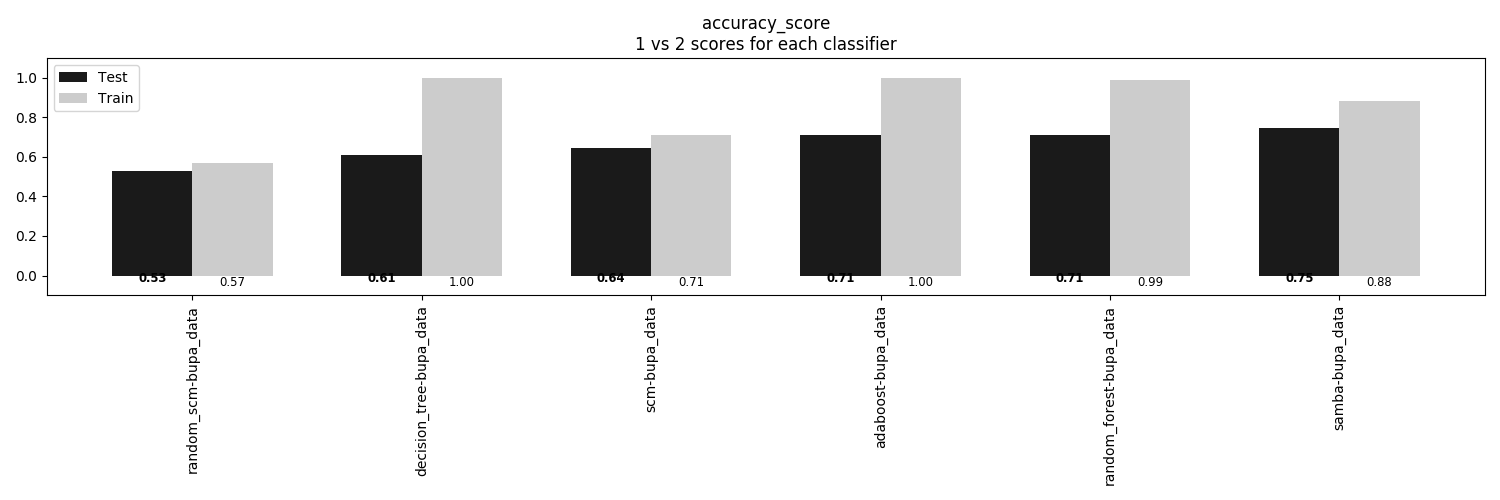 accuracy_score
1 vs 2 scores for each classifier
Test
Train
1.0
0.8
0.6
0.4
0.2
0.0
0.53 0.57 0.61 1.00 0.64 0.71 0.71 1.00 0.71 0.99 0.75 0.88
random_scm-bupa_data
decision_tree-bupa_data
scm-bupa_data
adaboost-bupa_data
random_forest-bupa_data
samba-bupa_data